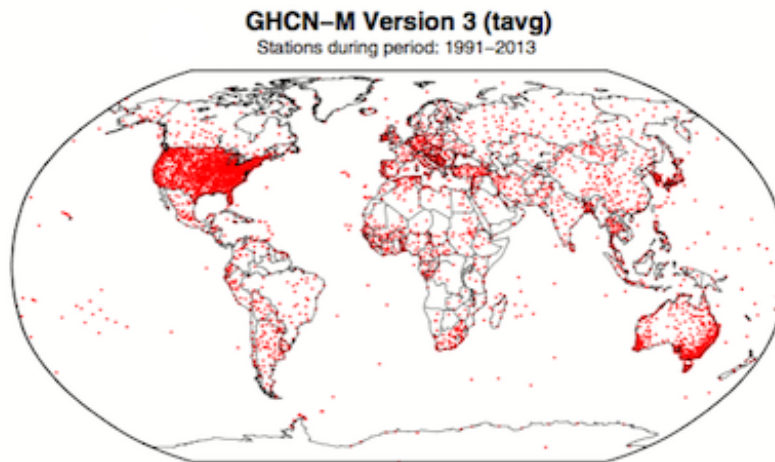 GHCN−M Version 3 (tavg)
Stations during period: 1991−2013